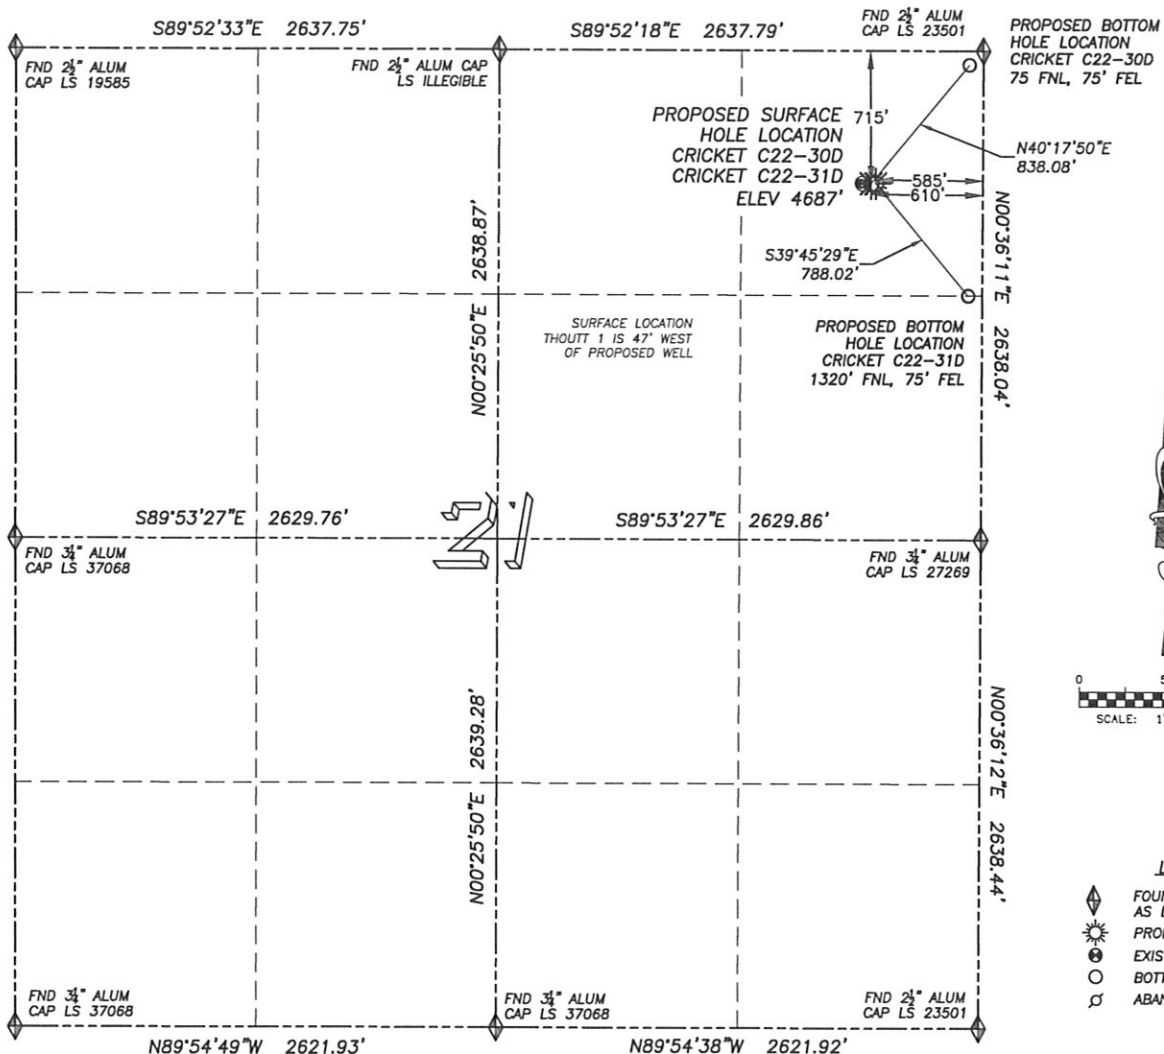 S89°52'33"E 2637.75'
S89°52'18"E 2637.79'
FND 2½" ALUM
CAP LS 23501
PROPOSED BOTTOM
HOLE LOCATION
CRICKET C22-30D
75 FNL, 75' FEL
FND 2½" ALUM
CAP LS 19585
FND 2½" ALUM CAP
LS ILLEGIBLE
PROPOSED SURFACE
HOLE LOCATION
CRICKET C22-30D
CRICKET C22-31D
ELEV 4687'
715'
N40°17'50"E
838.08'
585'
610'
S39°45'29"E
788.02'
N00°25'50"E 2638.87'
N00°36'11"E 2638.04'
SURFACE LOCATION
THOUTT 1 IS 47' WEST
OF PROPOSED WELL
PROPOSED BOTTOM
HOLE LOCATION
CRICKET C22-31D
1320' FNL, 75' FEL
S89°53'27"E 2629.76'
21
S89°53'27"E 2629.86'
FND 3¼" ALUM
CAP LS 37068
FND 3¼" ALUM
CAP LS 27269
0
SCALE:
N00°25'50"E 2639.28'
N00°36'12"E 2638.44'
FOU
AS
PRO
EXIS
BOTT
ABAN
FND 3¼" ALUM
CAP LS 37068
FND 3¼" ALUM
CAP LS 37068
FND 2½" ALUM
CAP LS 23501
N89°54'49"W 2621.93'
N89°54'38"W 2621.92'